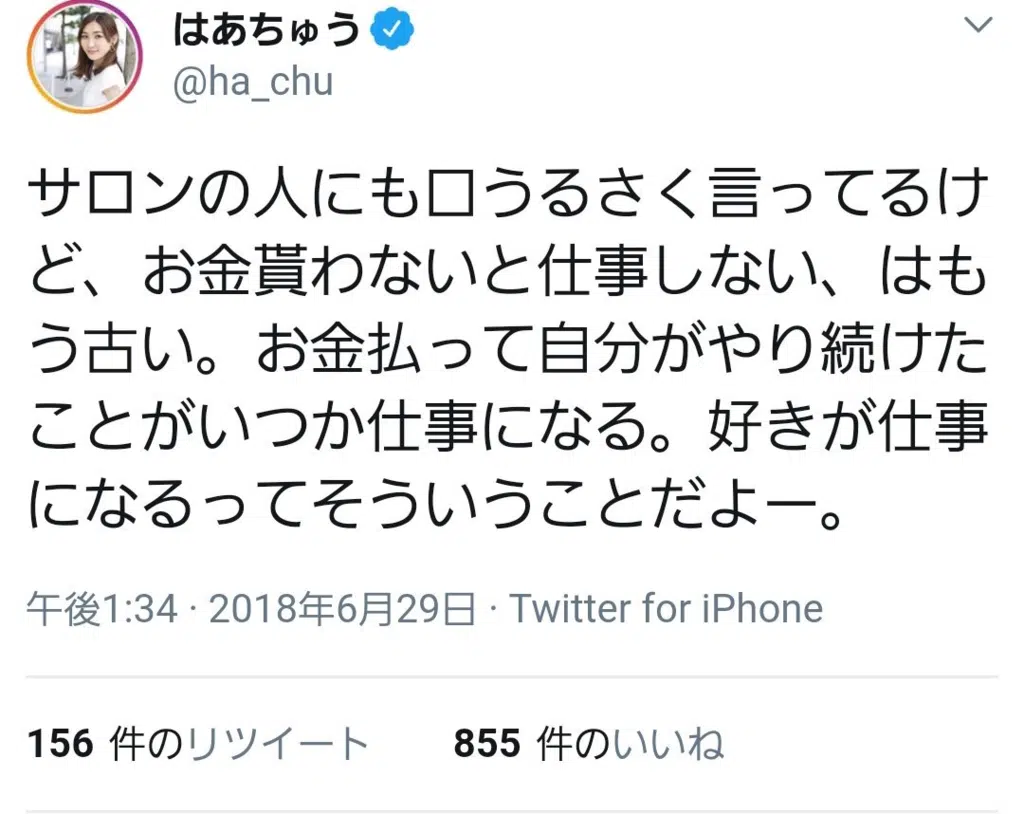 はあちゅう
@ha_chu
サロンの人にも口うるさく言ってるけ
ど、お金貰わないと仕事しない、はも
う古い。お金払って自分がやり続けた
ことがいつか仕事になる。好きが仕事
になるってそういうことだよー。
午後1:34 · 2018年6月29日 · Twitter for iPhone
156 件のリツイート 855 件のいいね